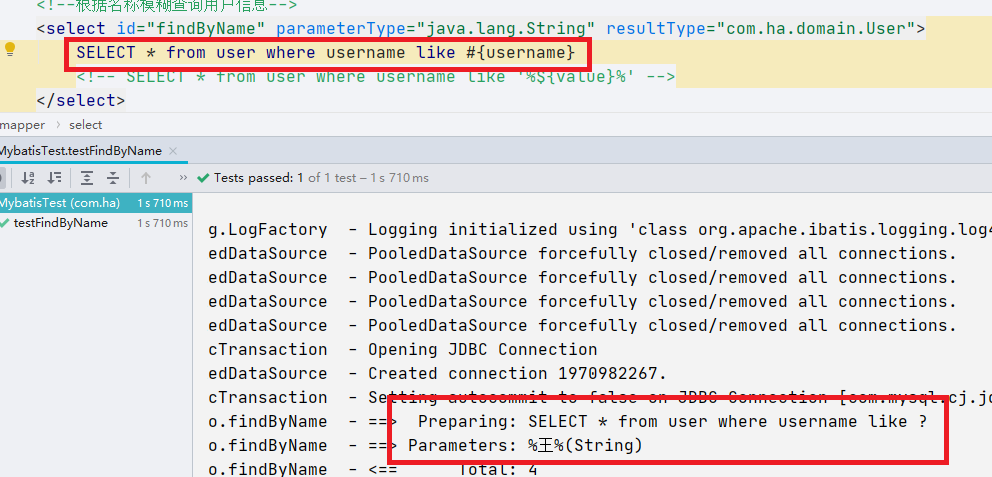 <!--根据名称模糊查询用户信息-->
<select id="findByName" parameterType="java.lang.String" resultType="com.ha.domain.User">
SELECT * from user where username like #{username}
<!-- SELECT * from user where username like '%${value}%' -->
</select>
mapper > select
MybatisTest.testFindByName ×
>> Tests passed: 1 of 1 test – 1 s 710 ms
MybatisTest (com.ha) 1 s 710 ms
testFindByName 1 s 710 ms
g.LogFactory - Logging initialized using 'class org.apache.ibatis.logging.log4
edDataSource - PooledDataSource forcefully closed/removed all connections.
edDataSource - PooledDataSource forcefully closed/removed all connections.
edDataSource - PooledDataSource forcefully closed/removed all connections.
edDataSource - PooledDataSource forcefully closed/removed all connections.
cTransaction - Opening JDBC Connection
edDataSource - Created connection 1970982267.
cTransaction - Setting autocommit to false on JDBC Connection [com.mysql.cj.jd
o.findByName - ==> Preparing: SELECT * from user where username like ?
o.findByName - ==> Parameters: %王%(String)
o.findByName - <== Total: 4